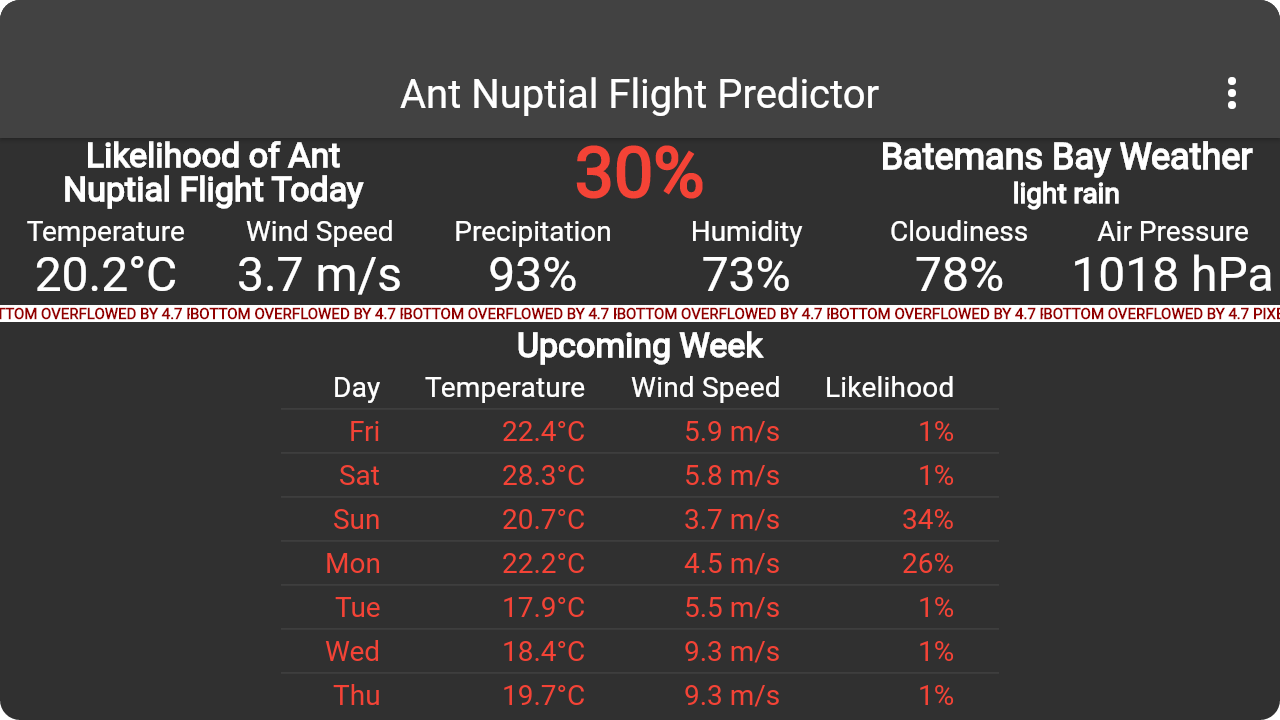 Ant Nuptial Flight Predictor
Likelihood of Ant
Nuptial Flight Today
30%
Batemans Bay Weather
light rain
Temperature Wind Speed Precipitation Humidity Cloudiness Air Pressure
20.2°C 3.7 m/s 93% 73% 78% 1018 hPa
TTOM OVERFLOWED BY 4.7 BOTTOM OVERFLOWED BY 4.7 BOTTOM OVERFLOWED BY 4.7 BOTTOM OVERFLOWED BY 4.7 BOTTOM OVERFLOWED BY 4.7 BOTTOM OVERFLOWED BY 4.7 PIXE
Upcoming Week
Day Temperature Wind Speed Likelihood
Fri 22.4°C 5.9 m/s 1%
Sat 28.3°C 5.8 m/s 1%
Sun 20.7°C 3.7 m/s 34%
Mon 22.2°C 4.5 m/s 26%
Tue 17.9°C 5.5 m/s 1%
Wed 18.4°C 9.3 m/s 1%
Thu 19.7°C 9.3 m/s 1%